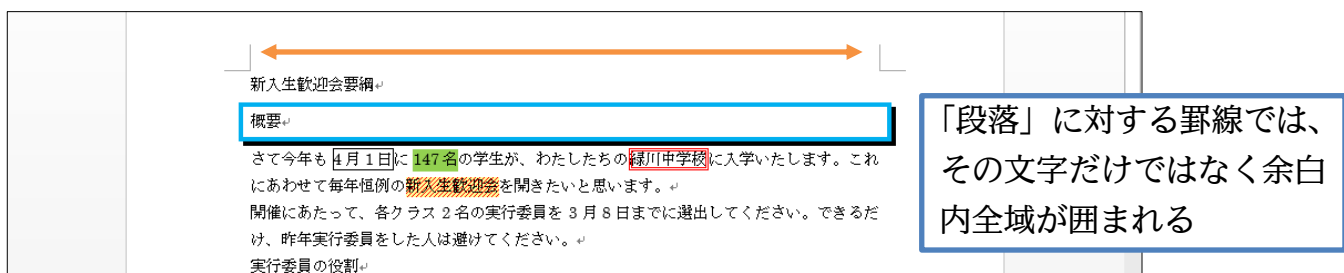 新入生歓迎会要綱↵
概要↵
さて今年も4月1日に147名の学生が、わたしたちの緑川中学校に入学いたします。これ
にあわせて毎年恒例の新入生歓迎会を開きたいと思います。↵
開催にあたって、各クラス2名の実行委員を3月8日までに選出してください。できるだ
け、昨年実行委員をした人は避けてください。↵
実行委員の役割↵
「段落」に対する罫線では、
その文字だけではなく余白
内全域が囲まれる